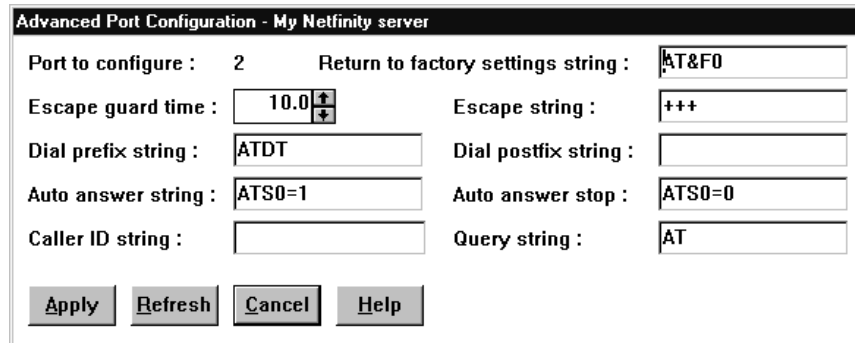 Advanced Port Configuration - My Netfinity server
Port to configure : 2 Return to factory settings string : AT&F0
Escape guard time : 10.0 Escape string : +++
Dial prefix string : ATDT Dial postfix string :
Auto answer string : ATS0=1 Auto answer stop : ATS0=0
Caller ID string : Query string : AT
Apply Refresh Cancel Help